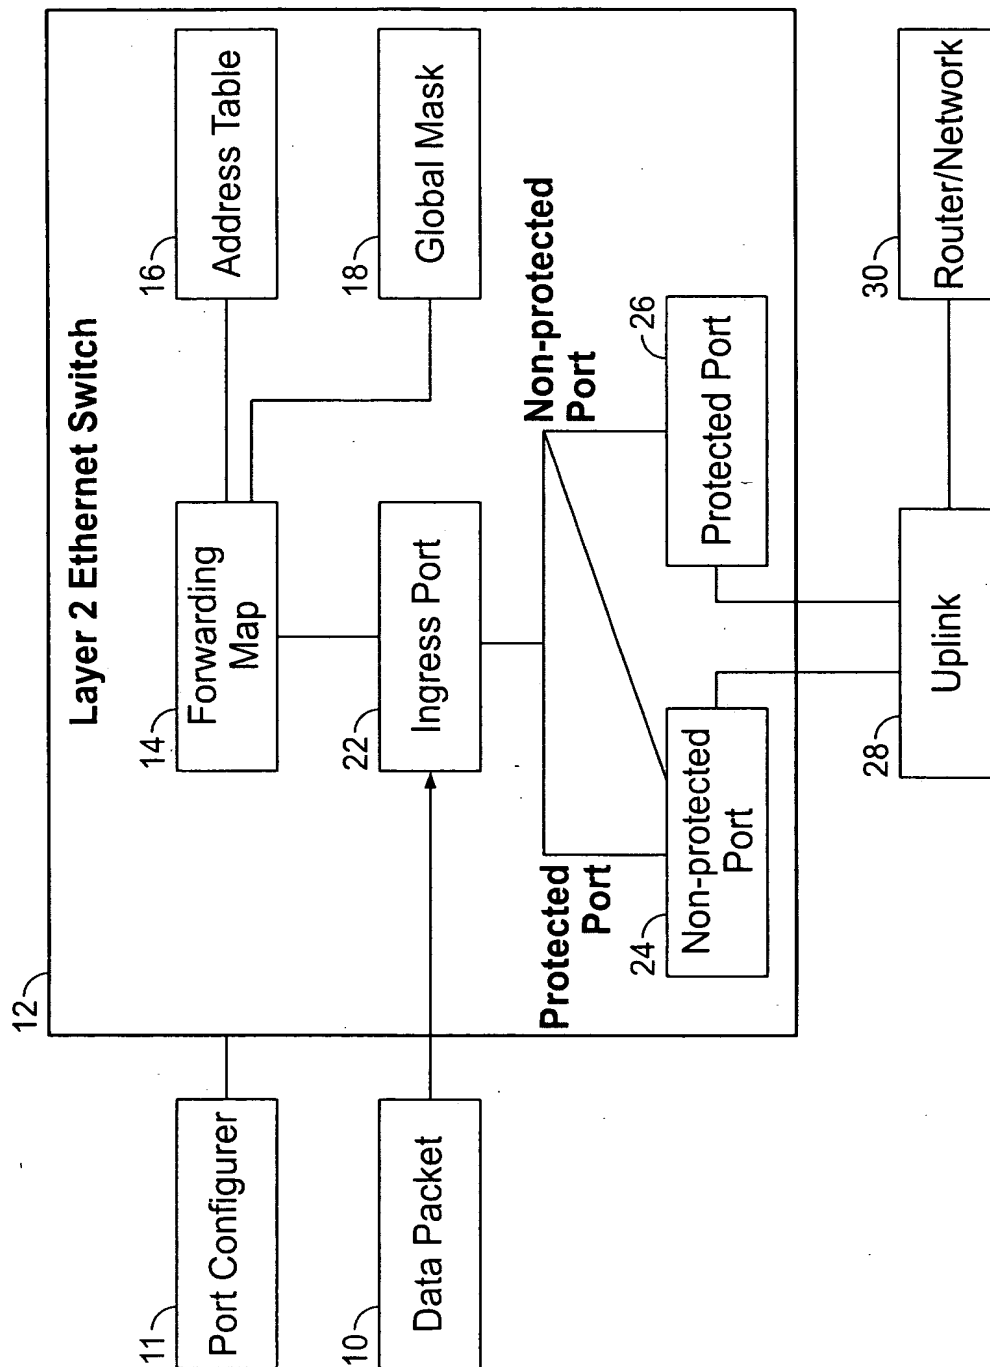 Layer 2 Ethernet Switch
12
11
Port Configurer
14
Forwarding
Map
16
Address Table
10
Data Packet
22
Ingress Port
18
Global Mask
Protected
Port
Non-protected
Port
24
Non-protected
Port
26
Protected Port
28
Uplink
30
Router/Network